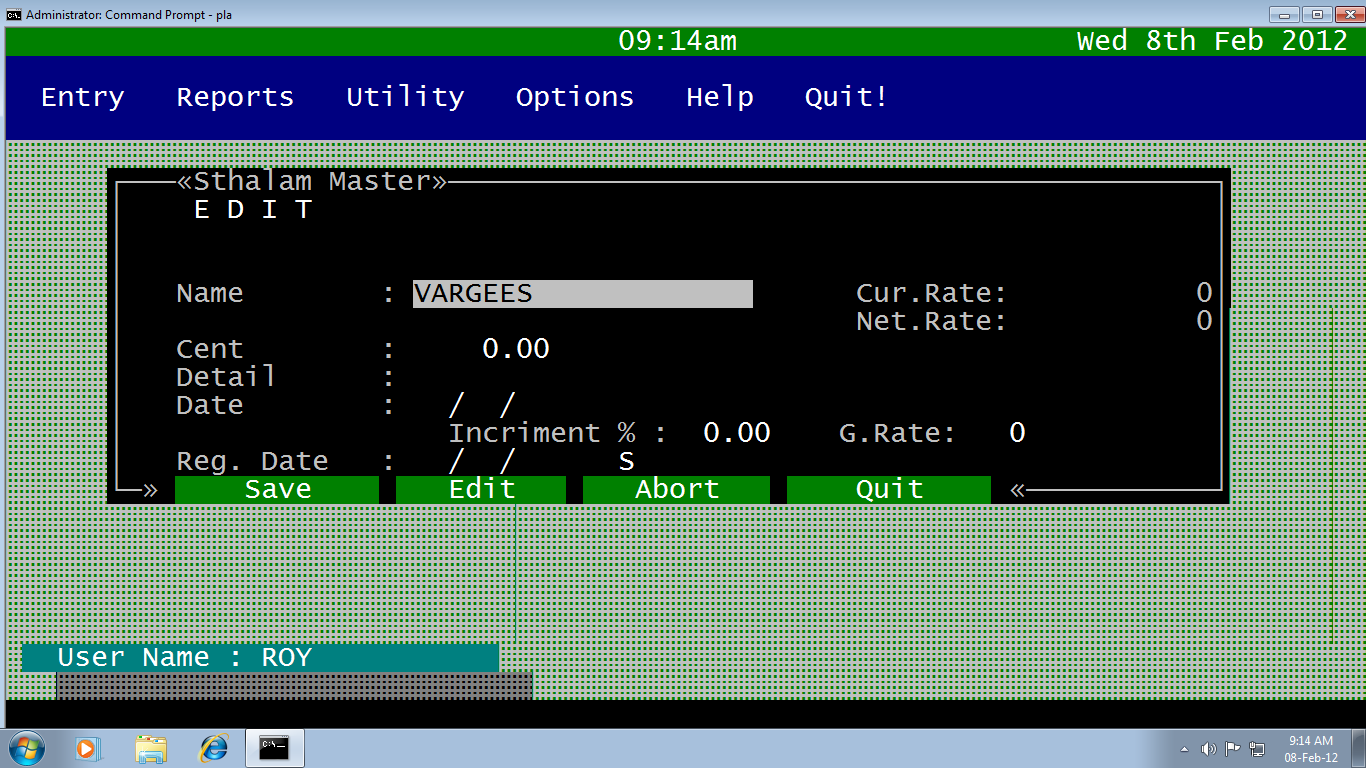 Administrator: Command Prompt - pla
09:14am Wed 8th Feb 2012
Entry Reports Utility Options Help Quit!
«Sthalam Master»
E D I T
Name : VARGEES Cur.Rate: 0
Net.Rate: 0
Cent : 0.00
Detail :
Date : / /
Incriment % : 0.00 G.Rate: 0
Reg. Date : / / S
» Save Edit Abort Quit «
User Name : ROY
C:\
9:14 AM
08-Feb-12